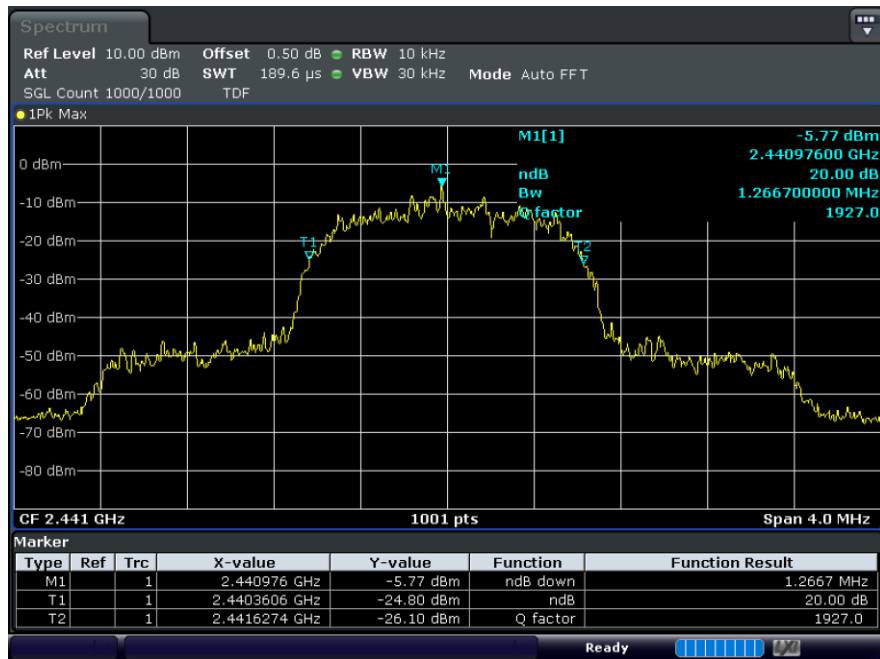 Spectrum
Ref Level 10.00 dBm Offset 0.50 dB RBW 10 kHz
Att 30 dB SWT 189.6 µs VBW 30 kHz Mode Auto FFT
SGL Count 1000/1000 TDF
1Pk Max
M1[1] -5.77 dBm
2.44097600 GHz
ndB 20.00 dB
Bw 1.266700000 MHz
Q factor 1927.0
M1
T1
T2
0 dBm
-10 dBm
-20 dBm
-30 dBm
-40 dBm
-50 dBm
-60 dBm
-70 dBm
-80 dBm
CF 2.441 GHz 1001 pts Span 4.0 MHz
Marker
Type Ref Trc X-value Y-value Function Function Result
M1 1 2.440976 GHz -5.77 dBm ndB down 1.2667 MHz
T1 1 2.4403606 GHz -24.80 dBm ndB 20.00 dB
T2 1 2.4416274 GHz -26.10 dBm Q factor 1927.0
Ready